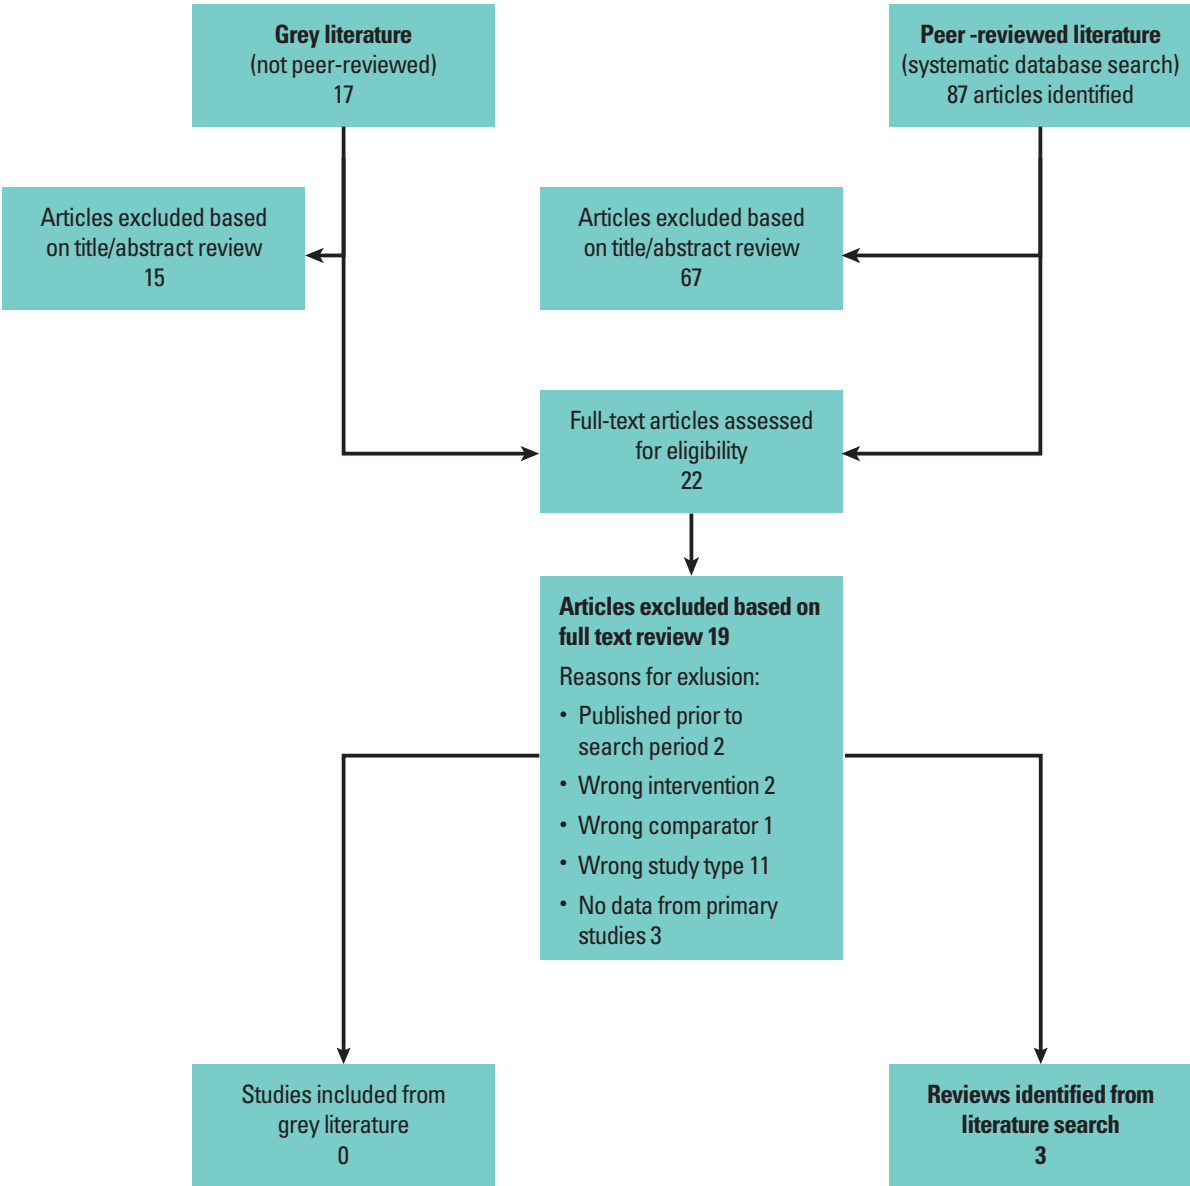 Grey literature
(not peer-reviewed)
17
Peer -reviewed literature
(systematic database search)
87 articles identified
Articles excluded based
on title/abstract review
15
Articles excluded based
on title/abstract review
67
Full-text articles assessed
for eligibility
22
Articles excluded based on
full text review 19
Reasons for exlusion:
• Published prior to
search period 2
• Wrong intervention 2
• Wrong comparator 1
• Wrong study type 11
• No data from primary
studies 3
Studies included from
grey literature
0
Reviews identified from
literature search
3